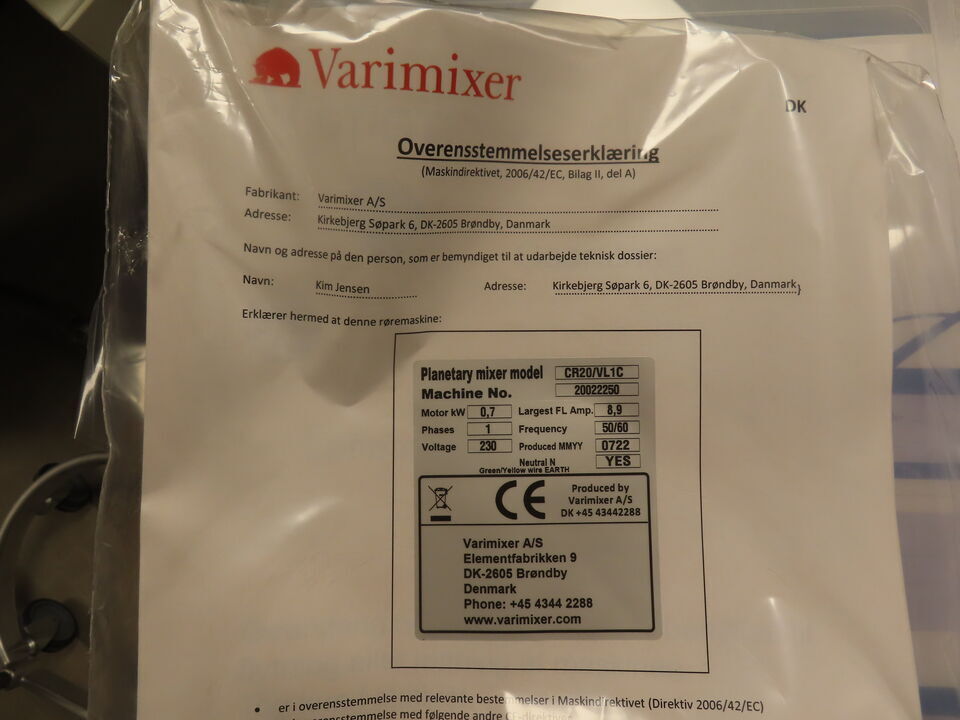 Varimixer
DK
Overensstemmelseserklæring
(Maskindirektivet, 2006/42/EC, Bilag II, del A)
Fabrikant: Varimixer A/S
Adresse: Kirkebjerg Søpark 6, DK-2605 Brøndby, Danmark
Navn og adresse på den person, som er bemyndiget til at udarbejde teknisk dossier:
Navn: Kim Jensen Adresse: Kirkebjerg Søpark 6, DK-2605 Brøndby, Danmark
Erklærer hermed at denne røremaskine:
Planetary mixer model CR20/VL1C
Machine No. 20022250
Motor kW 0,7 Largest FL Amp. 8,9
Phases 1 Frequency 50/60
Voltage 230 Produced MMYY 0722
Neutral N YES
Green/Yellow wire EARTH
CE
Produced by
Varimixer A/S
DK +45 43442288
Varimixer A/S
Elementfabrikken 9
DK-2605 Brøndby
Denmark
Phone: +45 4344 2288
www.varimixer.com
• er i overensstemmelse med relevante bestemmelser i Maskindirektivet (Direktiv 2006/42/EC)
overensstemmelse med følgende andre CE-direktiver